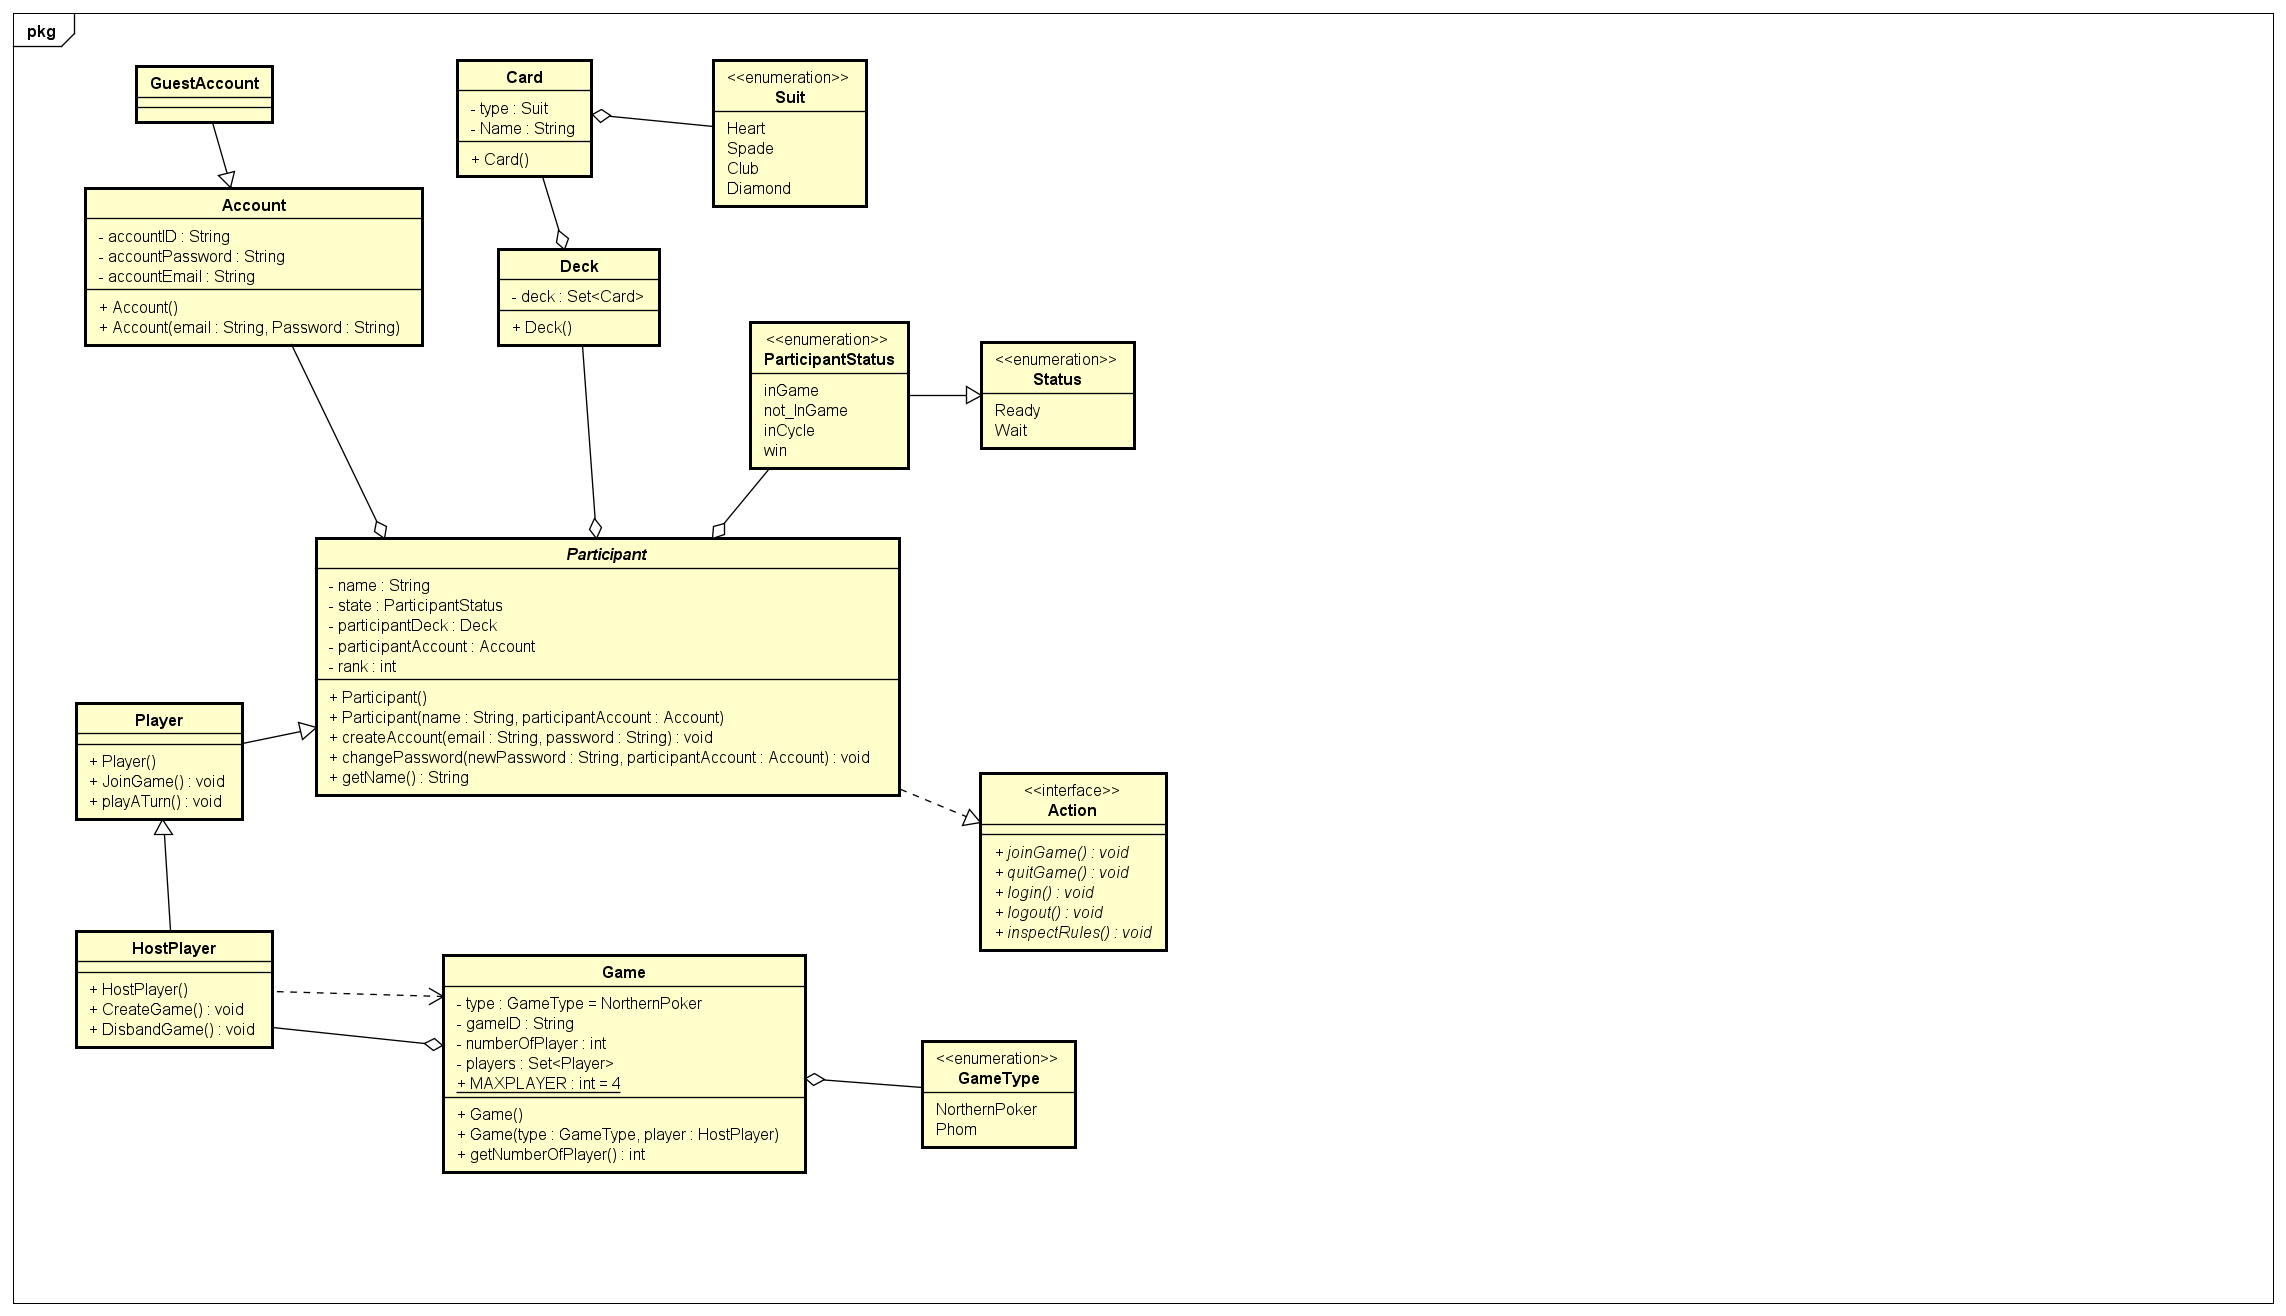 pkg
GuestAccount
Account
- accountID : String
- accountPassword : String
- accountEmail : String
+ Account()
+ Account(email : String, Password : String)
Card
- type : Suit
- Name : String
+ Card()
<<enumeration>>
Suit
Heart
Spade
Club
Diamond
Deck
- deck : Set<Card>
+ Deck()
<<enumeration>>
ParticipantStatus
inGame
not_InGame
inCycle
win
<<enumeration>>
Status
Ready
Wait
Participant
- name : String
- state : ParticipantStatus
- participantDeck : Deck
- participantAccount : Account
- rank : int
+ Participant()
+ Participant(name : String, participantAccount : Account)
+ createAccount(email : String, password : String) : void
+ changePassword(newPassword : String, participantAccount : Account) : void
+ getName() : String
Player
+ Player()
+ JoinGame() : void
+ playATurn() : void
<<interface>>
Action
+ joinGame() : void
+ quitGame() : void
+ login() : void
+ logout() : void
+ inspectRules() : void
HostPlayer
+ HostPlayer()
+ CreateGame() : void
+ DisbandGame() : void
Game
- type : GameType = NorthernPoker
- gameID : String
- numberOfPlayer : int
- players : Set<Player>
+ MAXPLAYER : int = 4
+ Game()
+ Game(type : GameType, player : HostPlayer)
+ getNumberOfPlayer() : int
<<enumeration>>
GameType
NorthernPoker
Phom